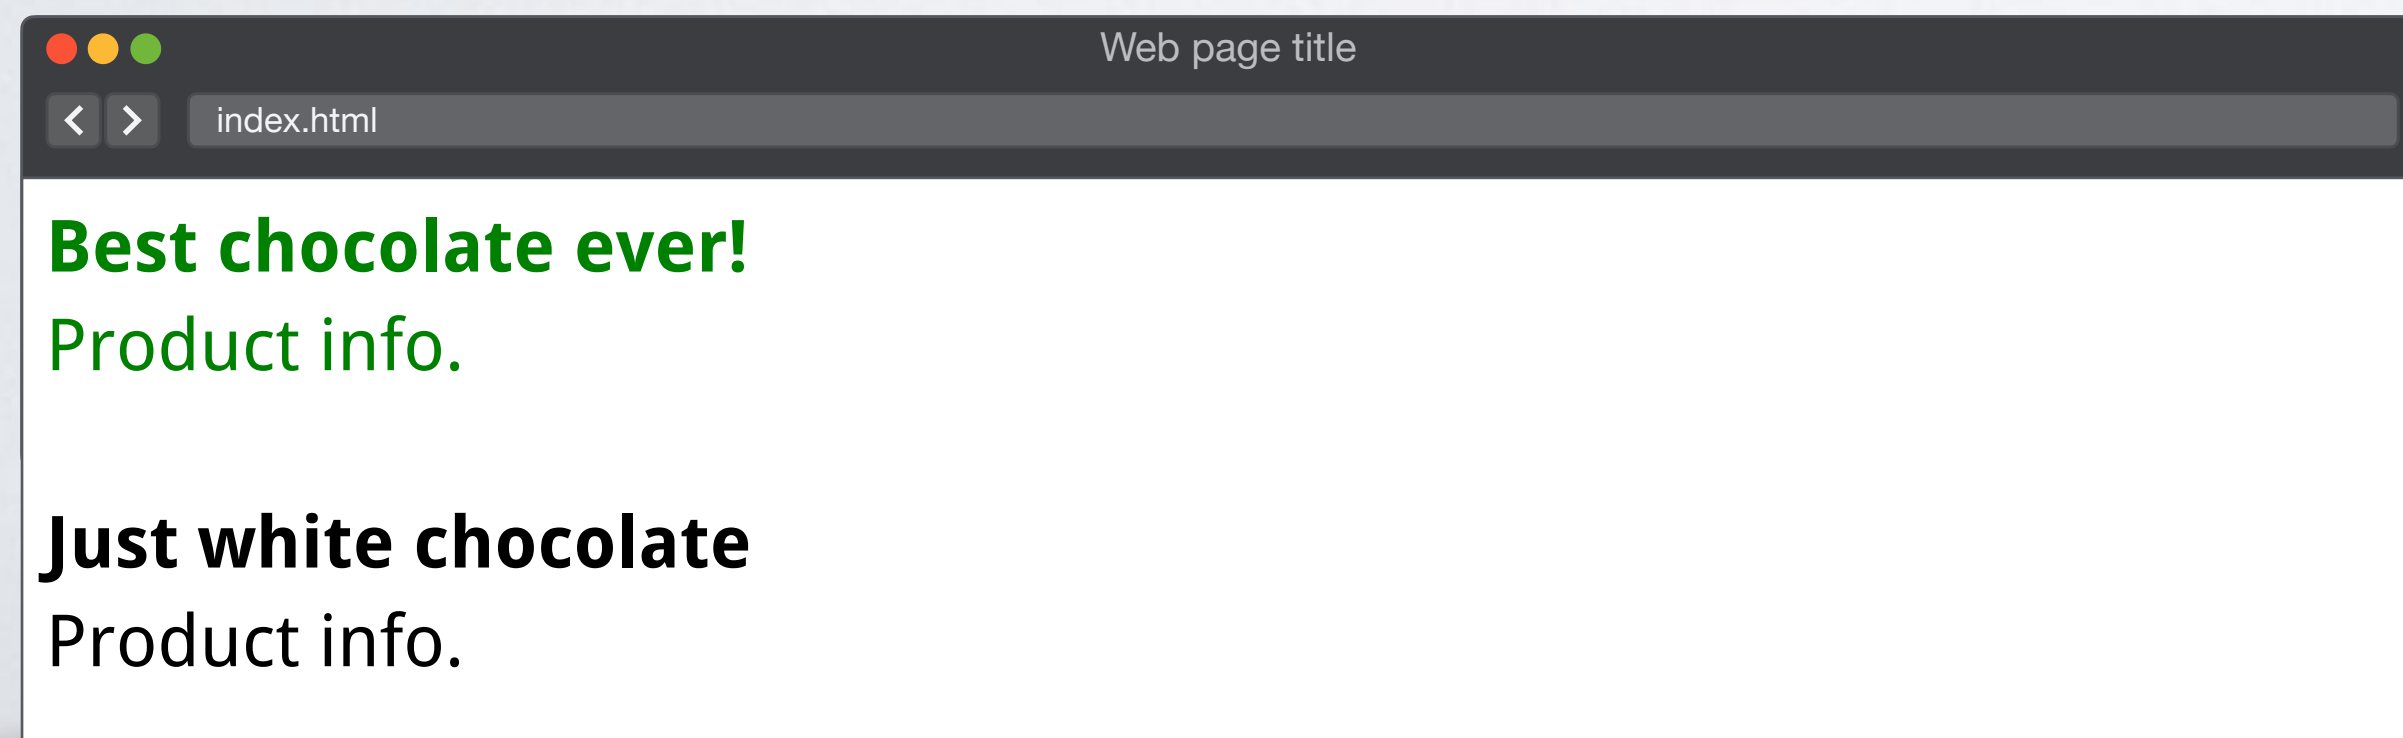 Web page title
index.html
Best chocolate ever!
Product info.
Just white chocolate
Product info.